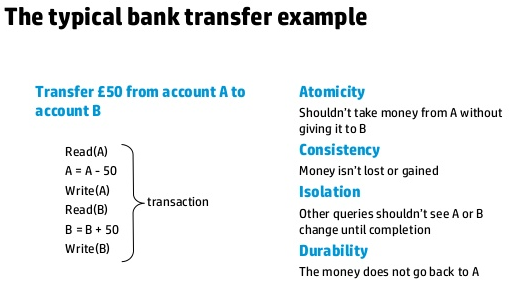 The typical bank transfer example
Transfer £50 from account A to
account B
Read(A)
A = A - 50
Write(A)
Read(B)
B = B + 50
Write(B)
transaction
Atomicity
Shouldn't take money from A without
giving it to B
Consistency
Money isn't lost or gained
Isolation
Other queries shouldn't see A or B
change until completion
Durability
The money does not go back to A